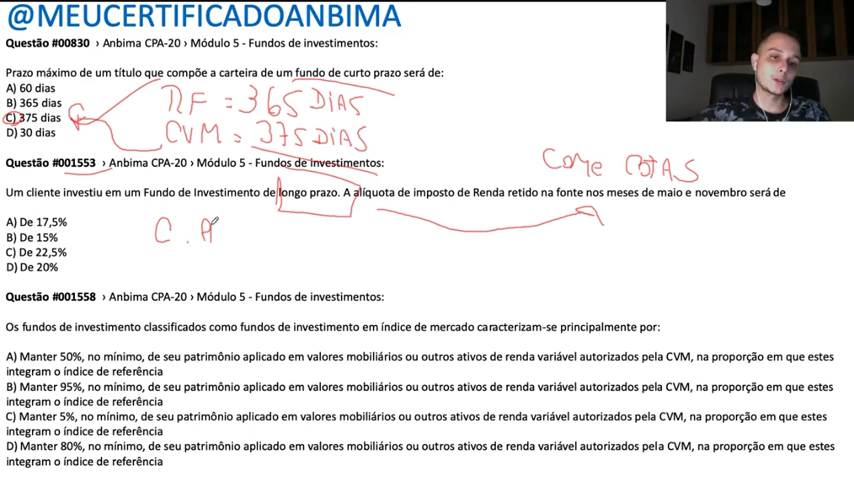 @MEUCERTIFICADOANBIMA
Questão #00830 › Anbima CPA-20 › Módulo 5 - Fundos de investimentos:
Prazo máximo de um título que compõe a carteira de um fundo de curto prazo será de:
A) 60 dias
B) 365 dias
C) 375 dias
D) 30 dias
RF = 365 DIAS
CVM = 375 DIAS
Questão #001553 › Anbima CPA-20 › Módulo 5 - Fundos de investimentos:
COME COTAS
Um cliente investiu em um Fundo de Investimento de longo prazo. A alíquota de imposto de Renda retido na fonte nos meses de maio e novembro será de
A) De 17,5%
B) De 15%
C) De 22,5%
D) De 20%
Questão #001558 › Anbima CPA-20 › Módulo 5 - Fundos de investimentos:
Os fundos de investimento classificados como fundos de investimento em índice de mercado caracterizam-se principalmente por:
A) Manter 50%, no mínimo, de seu patrimônio aplicado em valores mobiliários ou outros ativos de renda variável autorizados pela CVM, na proporção em que estes
integram o índice de referência
B) Manter 95%, no mínimo, de seu patrimônio aplicado em valores mobiliários ou outros ativos de renda variável autorizados pela CVM, na proporção em que estes
integram o índice de referência
C) Manter 5%, no mínimo, de seu patrimônio aplicado em valores mobiliários ou outros ativos de renda variável autorizados pela CVM, na proporção em que estes
integram o índice de referência
D) Manter 80%, no mínimo, de seu patrimônio aplicado em valores mobiliários ou outros ativos de renda variável autorizados pela CVM, na proporção em que estes
integram o índice de referência